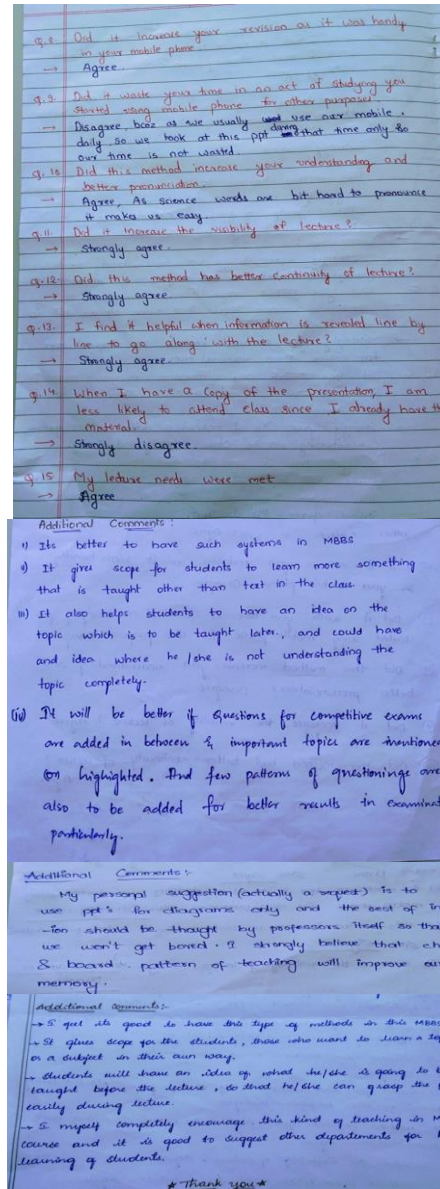 Q.8 Did it increase your revision as it was handy
in your mobile phone
→ Agree.
Q.9 Did it waste your time in an act of studying you
started using mobile phone for other purposes
→ Disagree, bcoz as we usually use our mobile
daily so we took at this ppt during that time only so
our time is not wasted.
Q.10 Did this method increase your understanding and
better pronunciation.
→ Agree, As science words are bit hard to pronounce
it makes us easy.
Q.11. Did it increase the visibility of lecture?
→ Strongly agree.
Q.12. Did this method has better continuity of lecture?
→ Strongly agree
Q.13. I find it helpful when information is revealed line by
line to go along with the lecture?
→ Strongly agree.
Q.14 When I have a copy of the presentation, I am
less likely to attend class since I already have th
material.
→ Strongly disagree.
Q.15 My lecture needs were met
→ Agree
Additional Comments :
i) Its better to have such systems in MBBS
ii) It gives scope for students to learn more something
that is taught other than text in the class
iii) It also helps students to have an idea on the
topic which is to be taught later, and could have
and idea where he/she is not understanding the
topic completely.
(iv) It will be better if questions for competitive exams
are added in between & important topics are mentione
on highighted. And few patterns of questionings are
also to be added for better results in examinat
particularly.
Additional Comments :-
My personal suggestion (actually a request) is to
use ppt's for diagrams only and the rest of in
-ion should be thought by professors itself so tha
we won't get bored. I strongly believe that ch
& board pattern of teaching will improve ou
memory.
Additional comments:-
→ I feel its good to have this type of methods in this MBBS
→ It gives scope for the students, those who want to learn a to
or a subject in their own way.
→ Students will have an idea of what he/she is going to b
taught before the lecture, so that he/she can grasp the
easily during lecture.
→ I myself completely encourage this kind of teaching in M
course and it is good to suggest other departements for
learning of students.
★ Thank you ★